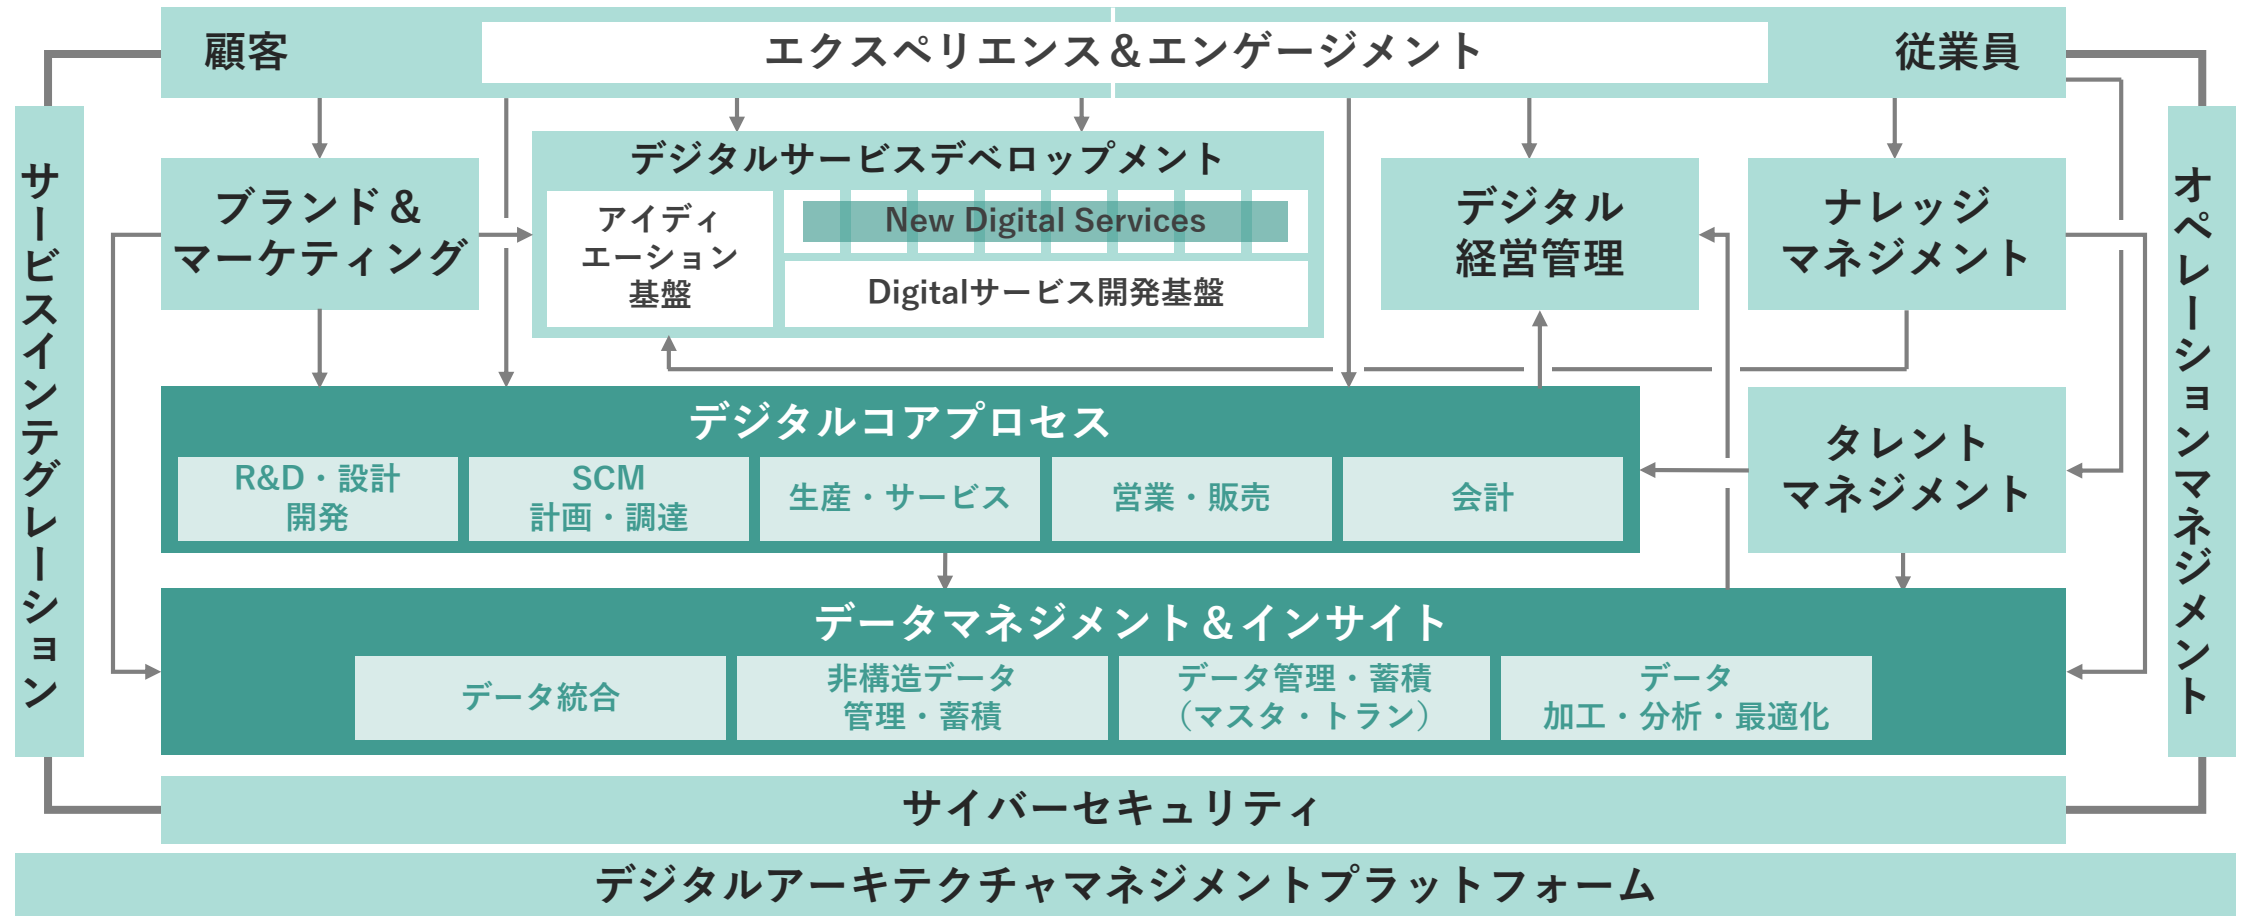 顧客
エクスペリエンス＆エンゲージメント
従業員
サービスインテグレーション
オペレーションマネジメント
ブランド＆
マーケティング
デジタルサービスデベロップメント
アイディ
エーション
基盤
New Digital Services
Digitalサービス開発基盤
デジタル
経営管理
ナレッジ
マネジメント
デジタルコアプロセス
R&D・設計
開発
SCM
計画・調達
生産・サービス
営業・販売
会計
タレント
マネジメント
データマネジメント＆インサイト
データ統合
非構造データ
管理・蓄積
データ管理・蓄積
（マスタ・トラン）
データ
加工・分析・最適化
サイバーセキュリティ
デジタルアーキテクチャマネジメントプラットフォーム